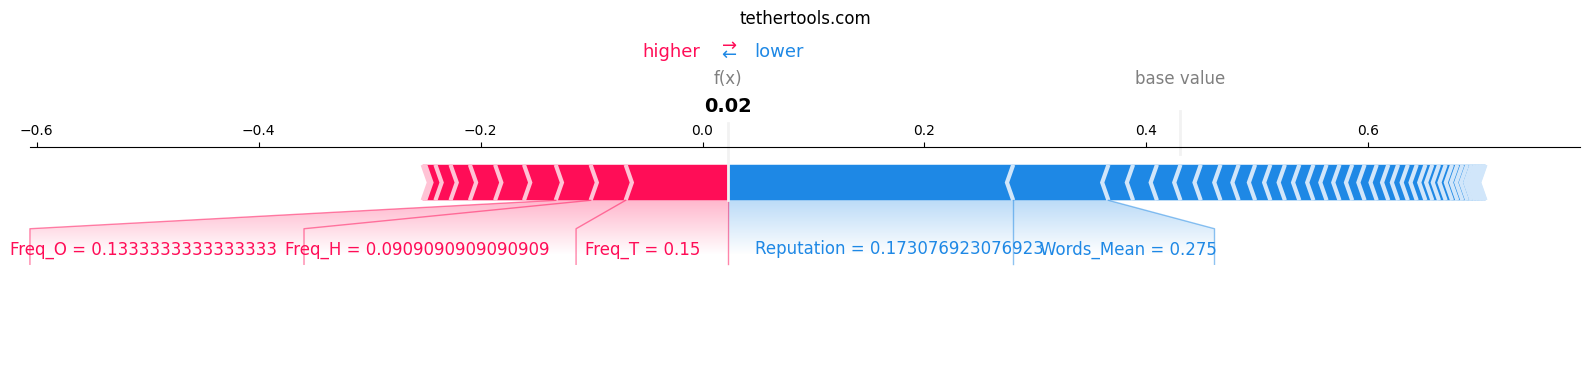 tethertools.com
higher ⇄ lower
f(x) base value
0.02
−0.6 −0.4 −0.2 0.0 0.2 0.4 0.6
Freq_O = 0.1333333333333333 Freq_H = 0.0909090909090909 Freq_T = 0.15 Reputation = 0.173076923076923 Words_Mean = 0.275